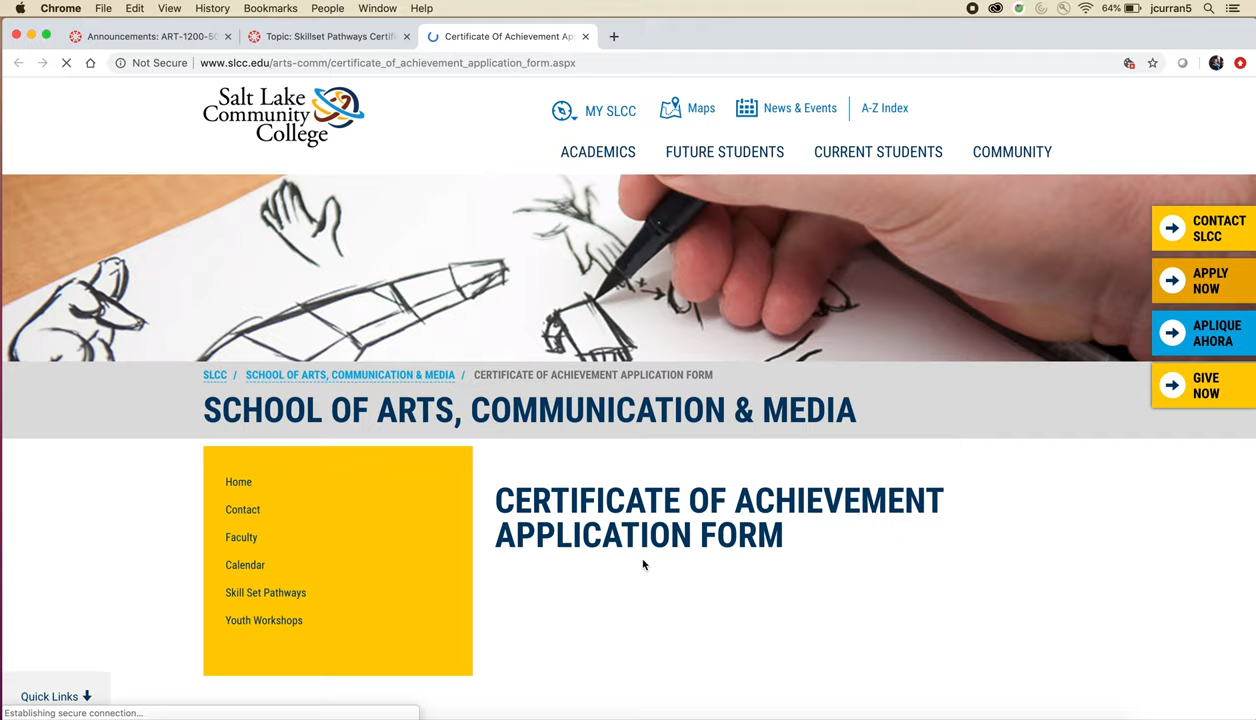 Chrome File Edit View History Bookmarks People Window Help 64% jcurran5
Announcements: ART-1200-50
Topic: Skillset Pathways Certifi
Certificate Of Achievement Ap
Not Secure www.slcc.edu/arts-comm/certificate_of_achievement_application_form.aspx
Salt Lake
Community
College
MY SLCC Maps News & Events A-Z Index
ACADEMICS FUTURE STUDENTS CURRENT STUDENTS COMMUNITY
CONTACT
SLCC
APPLY
NOW
APLIQUE
AHORA
GIVE
NOW
SLCC / SCHOOL OF ARTS, COMMUNICATION & MEDIA / CERTIFICATE OF ACHIEVEMENT APPLICATION FORM
SCHOOL OF ARTS, COMMUNICATION & MEDIA
Home
Contact
Faculty
Calendar
Skill Set Pathways
Youth Workshops
CERTIFICATE OF ACHIEVEMENT
APPLICATION FORM
Quick Links
Establishing secure connection...